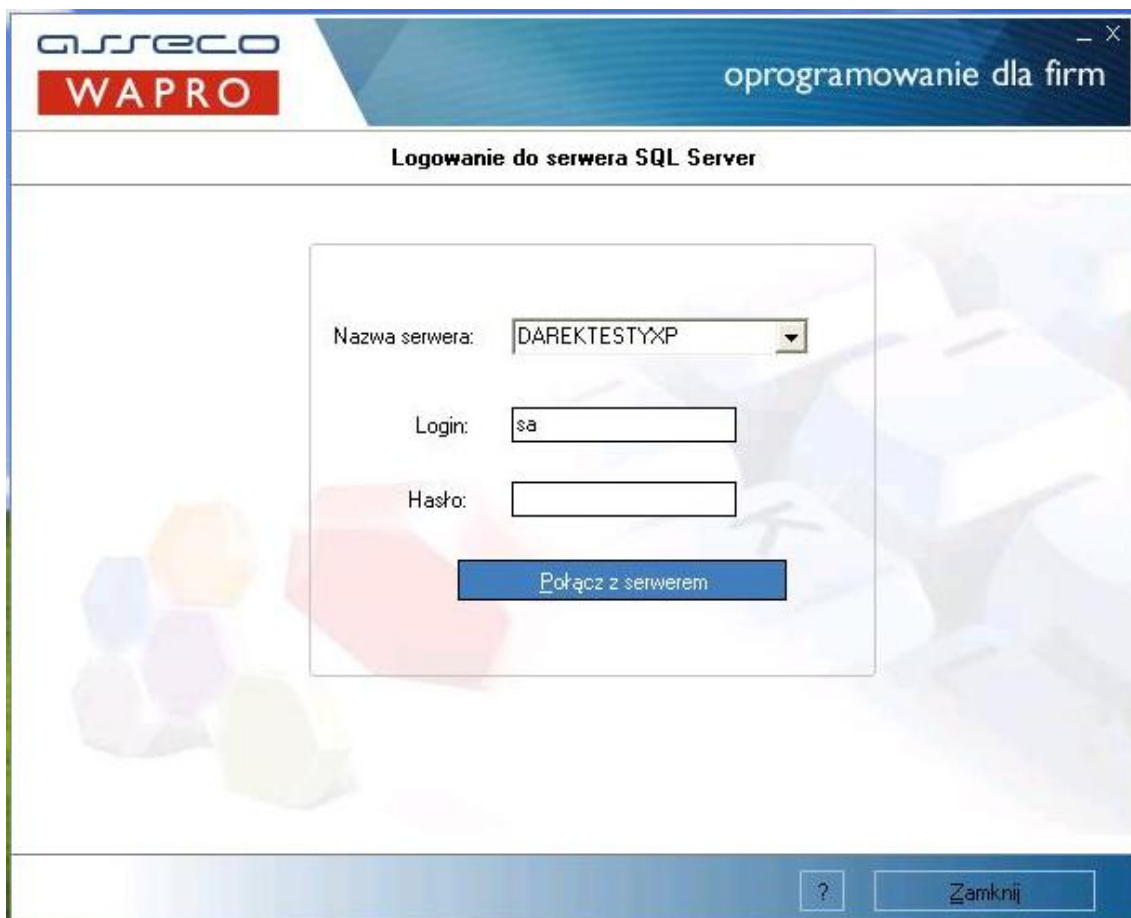 asseco
WAPRO
oprogramowanie dla firm
Logowanie do serwera SQL Server
Nazwa serwera: DAREKTESTYXP
Login: sa
Hasło:
Połącz z serwerem
? Zamknij